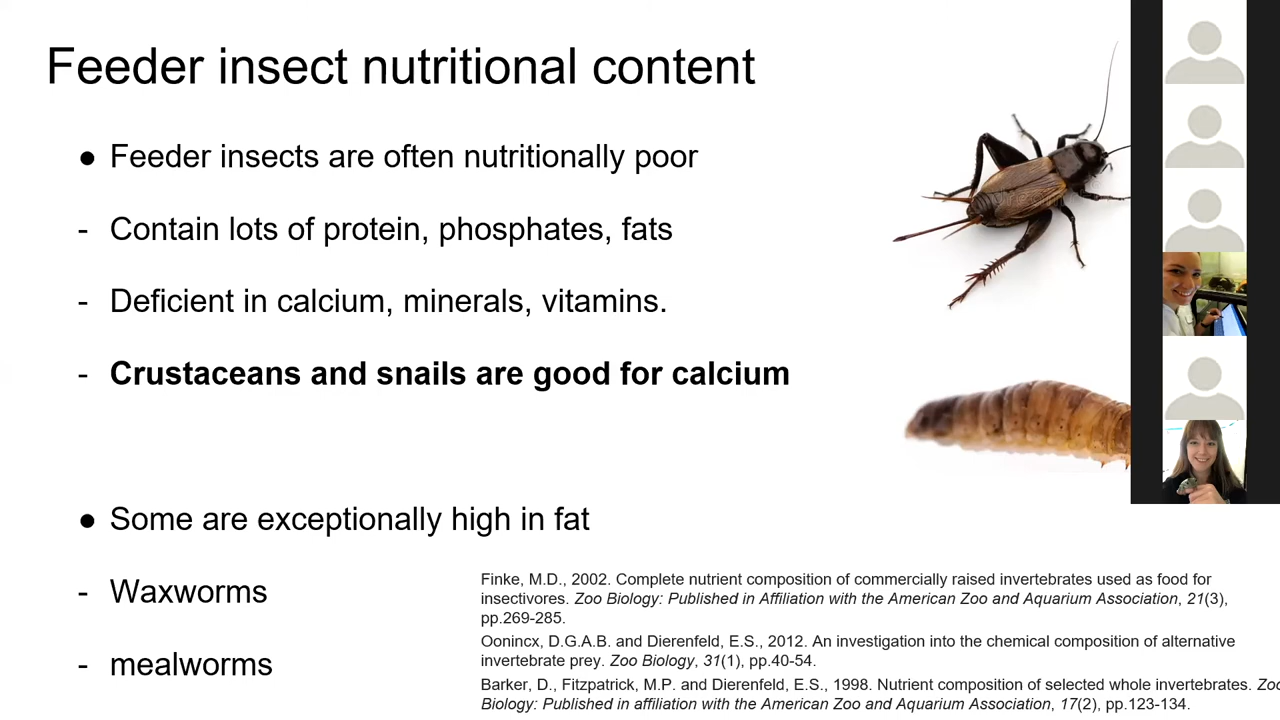 Feeder insect nutritional content
● Feeder insects are often nutritionally poor
- Contain lots of protein, phosphates, fats
- Deficient in calcium, minerals, vitamins.
- Crustaceans and snails are good for calcium
● Some are exceptionally high in fat
- Waxworms
- mealworms
Finke, M.D., 2002. Complete nutrient composition of commercially raised invertebrates used as food for
insectivores. Zoo Biology: Published in Affiliation with the American Zoo and Aquarium Association, 21(3),
pp.269-285.
Oonincx, D.G.A.B. and Dierenfeld, E.S., 2012. An investigation into the chemical composition of alternative
invertebrate prey. Zoo Biology, 31(1), pp.40-54.
Barker, D., Fitzpatrick, M.P. and Dierenfeld, E.S., 1998. Nutrient composition of selected whole invertebrates. Zoo
Biology: Published in affiliation with the American Zoo and Aquarium Association, 17(2), pp.123-134.